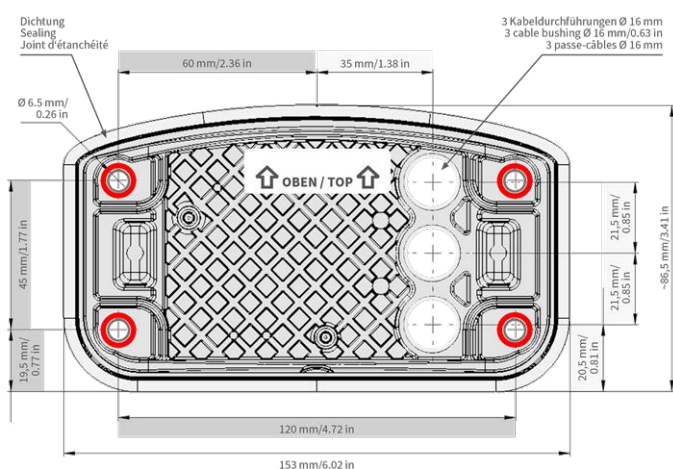 Dichtung
Sealing
Joint d'étanchéité
3 Kabeldurchführungen Ø 16 mm
3 cable bushing Ø 16 mm/0.63 in
3 passe-câbles Ø 16 mm
60 mm/2.36 in
35 mm/1.38 in
Ø 6.5 mm/
0.26 in
OBEN / TOP
45 mm/1.77 in
19,5 mm/
0.77 in
21,5 mm/
0.85 in
21,5 mm/
0.85 in
20,5 mm/
0.81 in
~86,5 mm/3.41 in
120 mm/4.72 in
153 mm/6.02 in